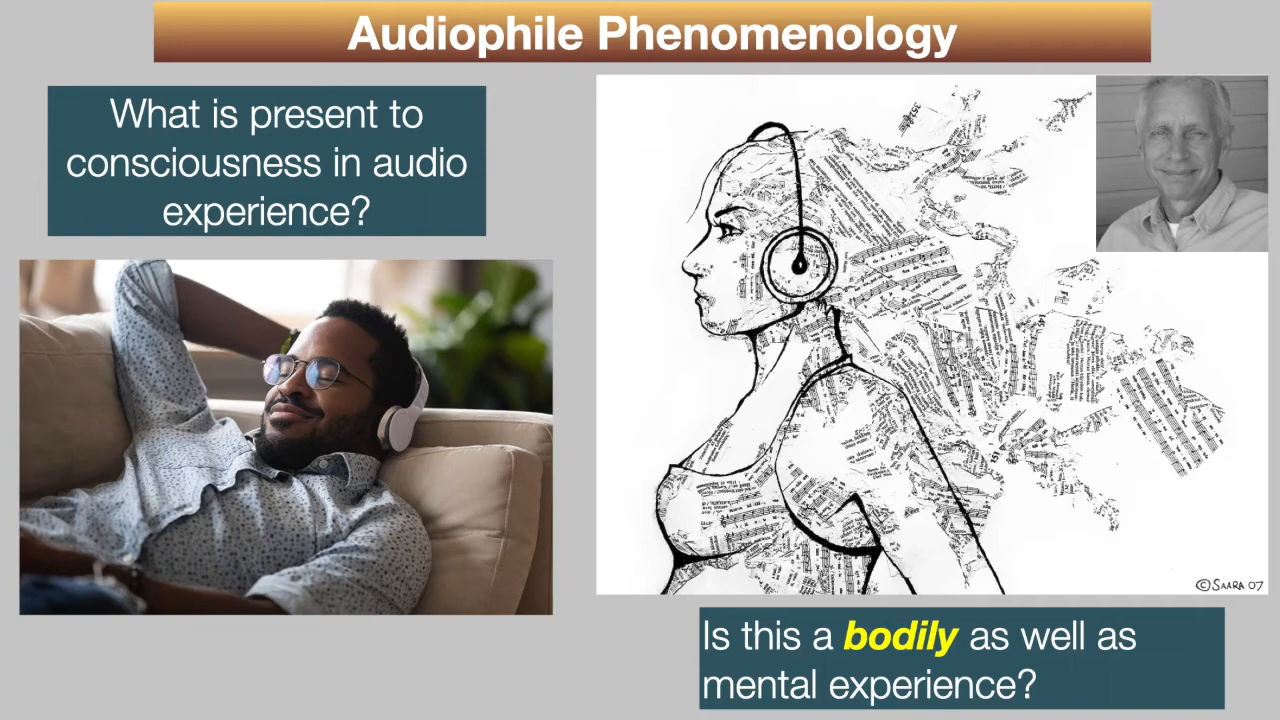 Audiophile Phenomenology
What is present to
consciousness in audio
experience?
©SAARA 07
Is this a bodily as well as
mental experience?